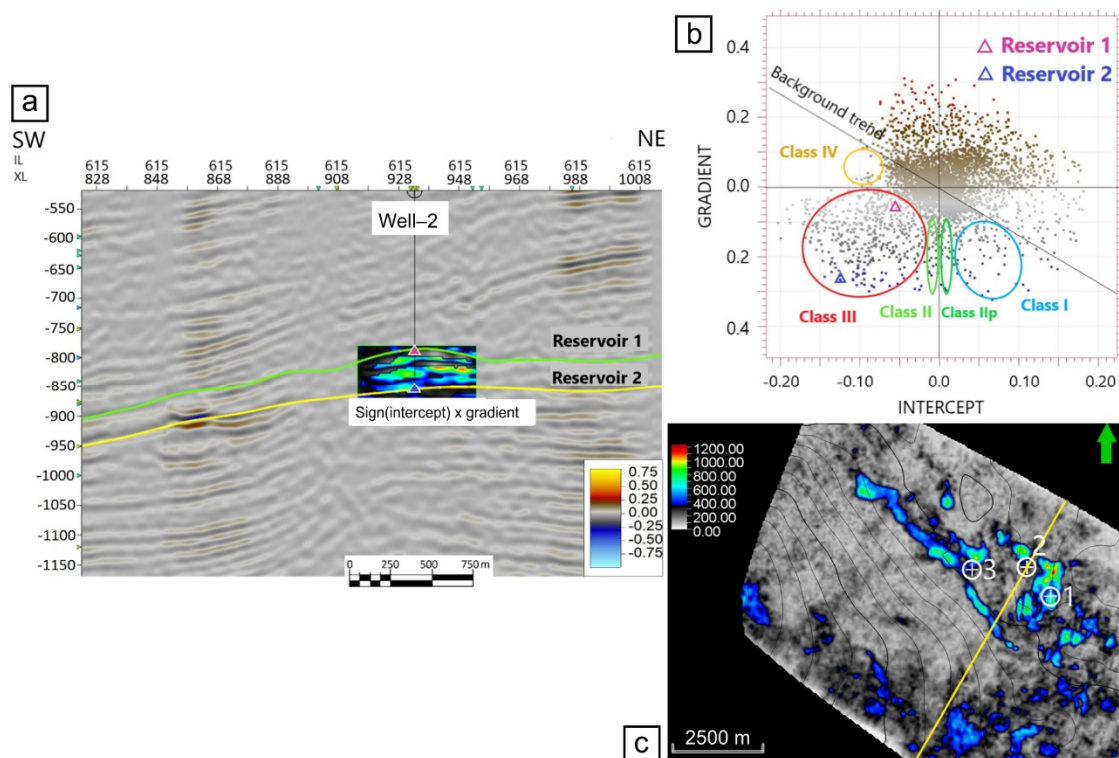 a
SW
NE
IL
XL
615 615 615 615 615 615 615 615 615 615
828 848 868 888 908 928 948 968 988 1008
Well–2
-550
-600
-650
-700
-750
-800
-850
-900
-950
-1000
-1050
-1100
-1150
Reservoir 1
Reservoir 2
Sign(intercept) x gradient
0.75
0.50
0.25
0.00
-0.25
-0.50
-0.75
0 250 500 750 m
b
Reservoir 1
Reservoir 2
Background trend
Class IV
Class III
Class II
Class IIp
Class I
GRADIENT
0.4
0.2
0.0
0.2
0.4
-0.20 -0.10 0.0 0.10 0.20
INTERCEPT
1200.00
1000.00
800.00
600.00
400.00
200.00
0.00
2
3
1
2500 m
c